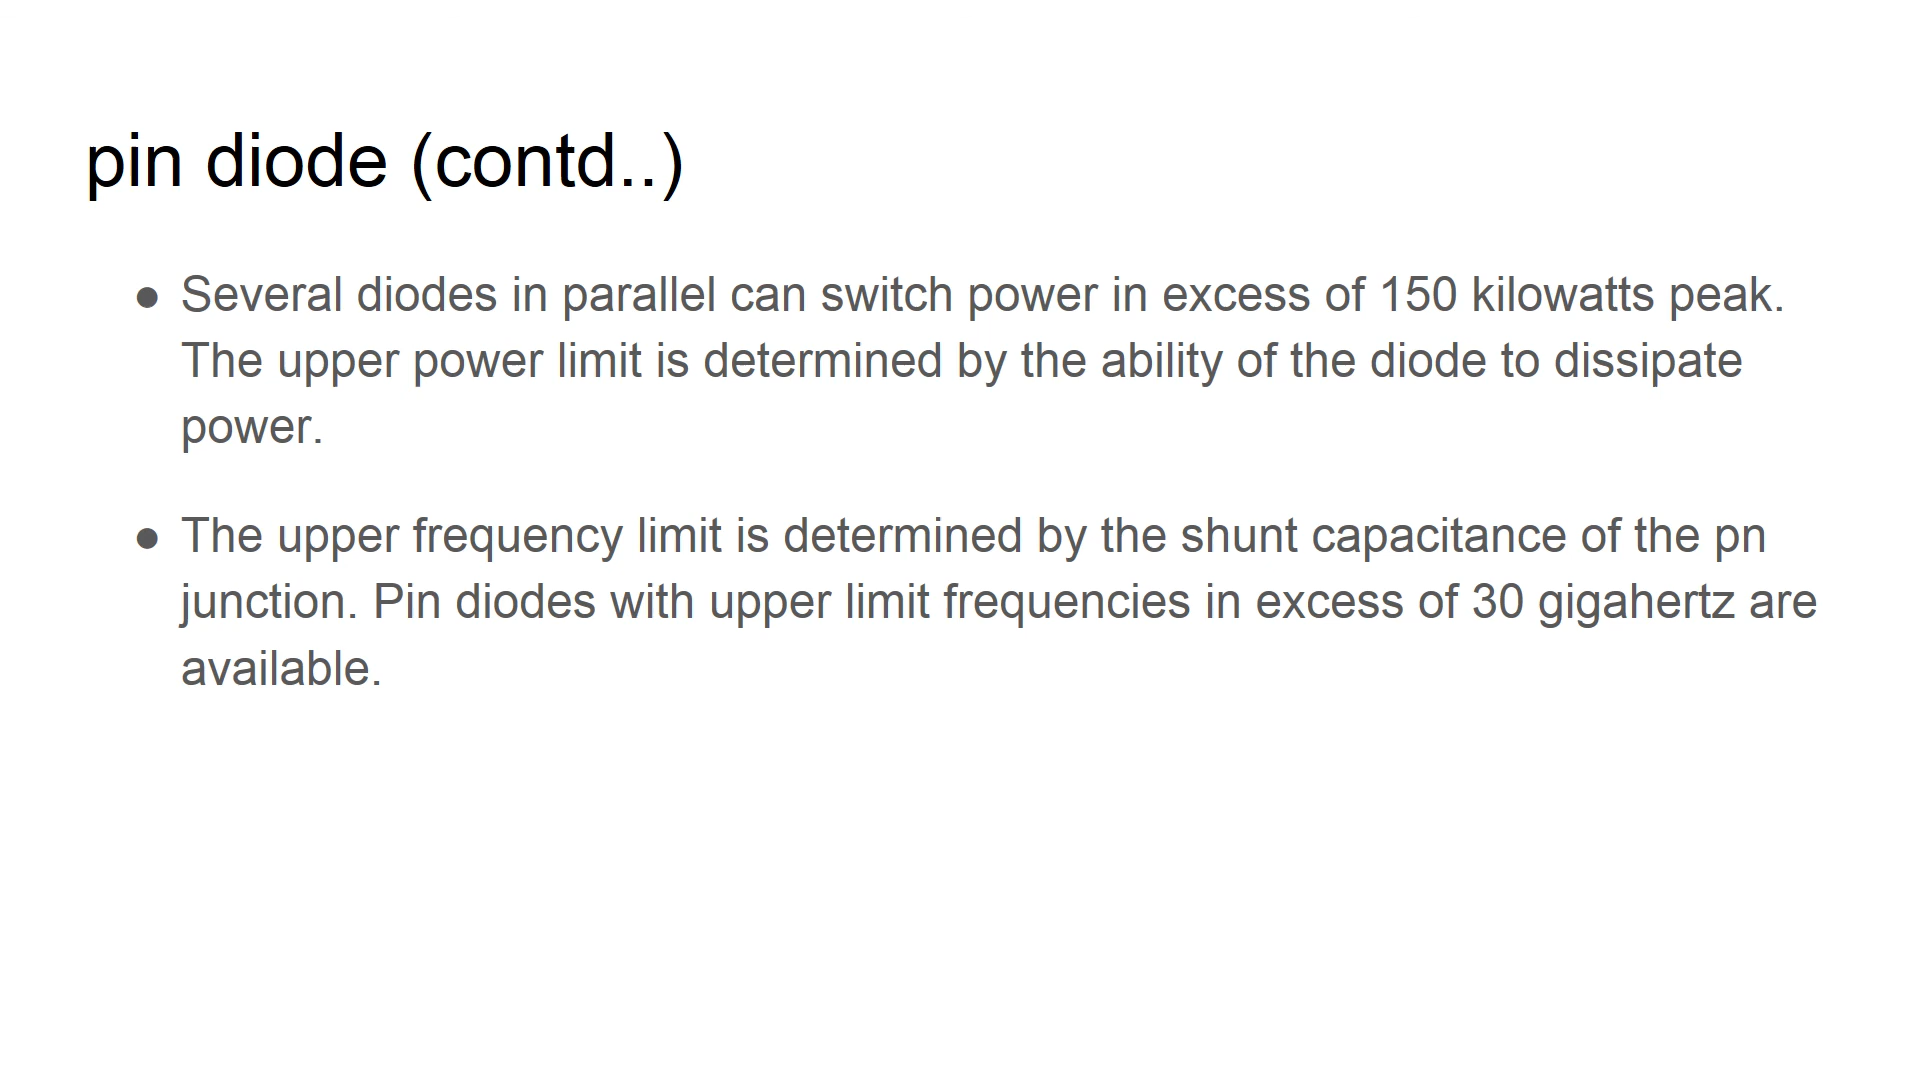 pin diode (contd..)
● Several diodes in parallel can switch power in excess of 150 kilowatts peak.
The upper power limit is determined by the ability of the diode to dissipate
power.
● The upper frequency limit is determined by the shunt capacitance of the pn
junction. Pin diodes with upper limit frequencies in excess of 30 gigahertz are
available.